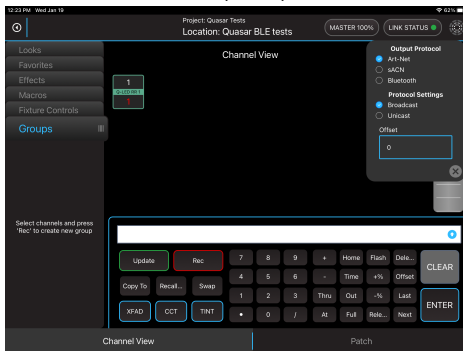 12:23 PM Wed Jan 19
62%
Project: Quasar Tests
Location: Quasar BLE tests
MASTER 100%
LINK STATUS
Looks
Favorites
Effects
Macros
Fixture Controls
Groups
Channel View
1
1
Output Protocol
Art-Net
sACN
Bluetooth
Protocol Settings
Broadcast
Unicast
Offset
0
Select channels and press
'Rec' to create new group
Update
Rec
7
8
9
+
Home
Flash
Dele...
CLEAR
4
5
6
-
Time
+%
Offset
Copy To
Recall...
Swap
1
2
3
Thru
Out
-%
Last
ENTER
XFAD
CCT
TINT
•
0
/
At
Full
Rele...
Next
Channel View
Patch